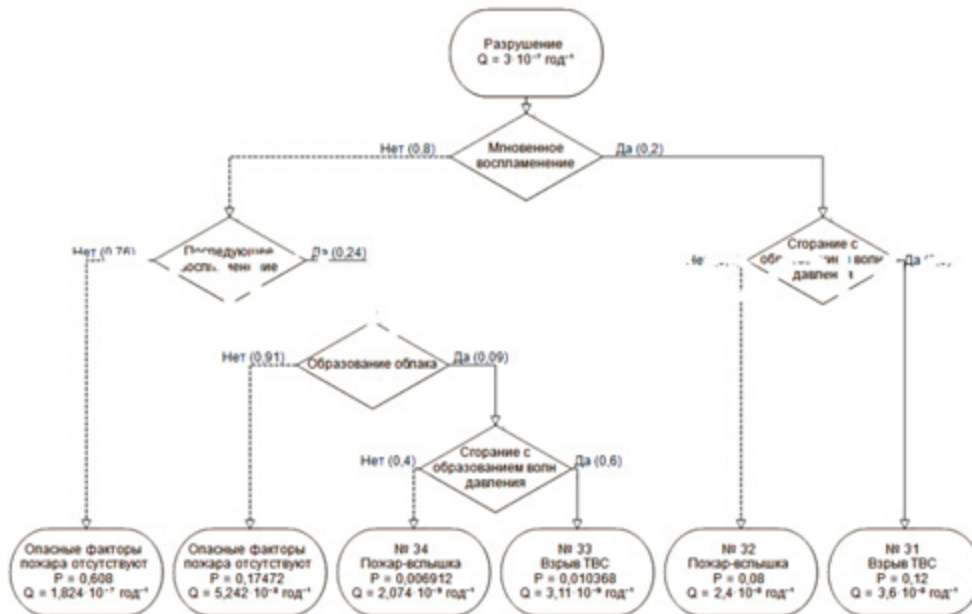 Разрушение
Q = 3·10⁻⁷ год⁻¹
Мгновенное
воспламенение
Нет (0,8)
Да (0,2)
Нет (0,76)
Последующее
Да (0,24)
Сгорание с
волн
давления
Нет (0,91)
Образование облака
Да (0,09)
Нет (0,4)
Сгорание с
образованием волн
давления
Да (0,6)
Опасные факторы
пожара отсутствуют
P = 0,608
Q = 1,824·10⁻⁷ год⁻¹
Опасные факторы
пожара отсутствуют
P = 0,17472
Q = 5,242·10⁻⁸ год⁻¹
№ 34
Пожар-вспышка
P = 0,006912
Q = 2,074·10⁻⁹ год⁻¹
№ 33
Взрыв ТВС
P = 0,010368
Q = 3,11·10⁻⁹ год⁻¹
№ 32
Пожар-вспышка
P = 0,08
Q = 2,4·10⁻⁸ год⁻¹
№ 31
Взрыв ТВС
P = 0,12
Q = 3,6·10⁻⁸ год⁻¹